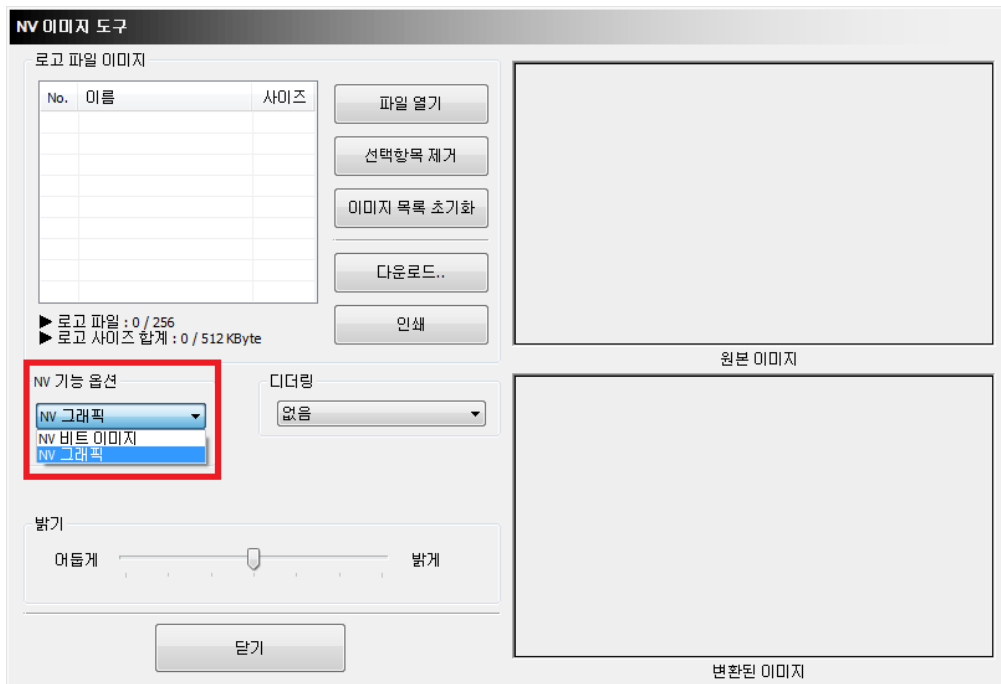 NV 이미지 도구
로고 파일 이미지
No. 이름 사이즈
파일 열기
선택항목 제거
이미지 목록 초기화
다운로드..
인쇄
▶ 로고 파일 : 0 / 256
▶ 로고 사이즈 합계 : 0 / 512 KByte
원본 이미지
NV 기능 옵션
NV 그래픽
NV 비트 이미지
NV 그래픽
디더링
없음
밝기
어둡게 밝게
닫기
변환된 이미지